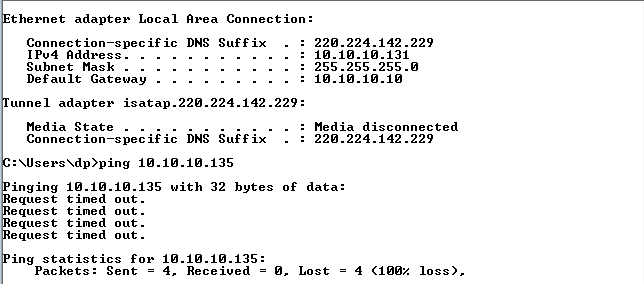 Ethernet adapter Local Area Connection:
Connection-specific DNS Suffix  . : 220.224.142.229
IPv4 Address. . . . . . . . . . . : 10.10.10.131
Subnet Mask . . . . . . . . . . . : 255.255.255.0
Default Gateway . . . . . . . . . : 10.10.10.10
Tunnel adapter isatap.220.224.142.229:
Media State . . . . . . . . . . . : Media disconnected
Connection-specific DNS Suffix  . : 220.224.142.229
C:\Users\dp>ping 10.10.10.135
Pinging 10.10.10.135 with 32 bytes of data:
Request timed out.
Request timed out.
Request timed out.
Request timed out.
Ping statistics for 10.10.10.135:
Packets: Sent = 4, Received = 0, Lost = 4 (100% loss),